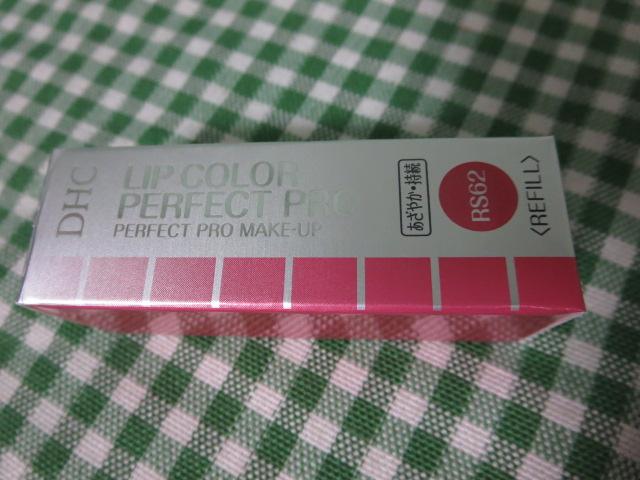 DHC
LIP COLOR
PERFECT PRO
PERFECT PRO MAKE-UP
あざやか・持続
RS62
<REFILL>